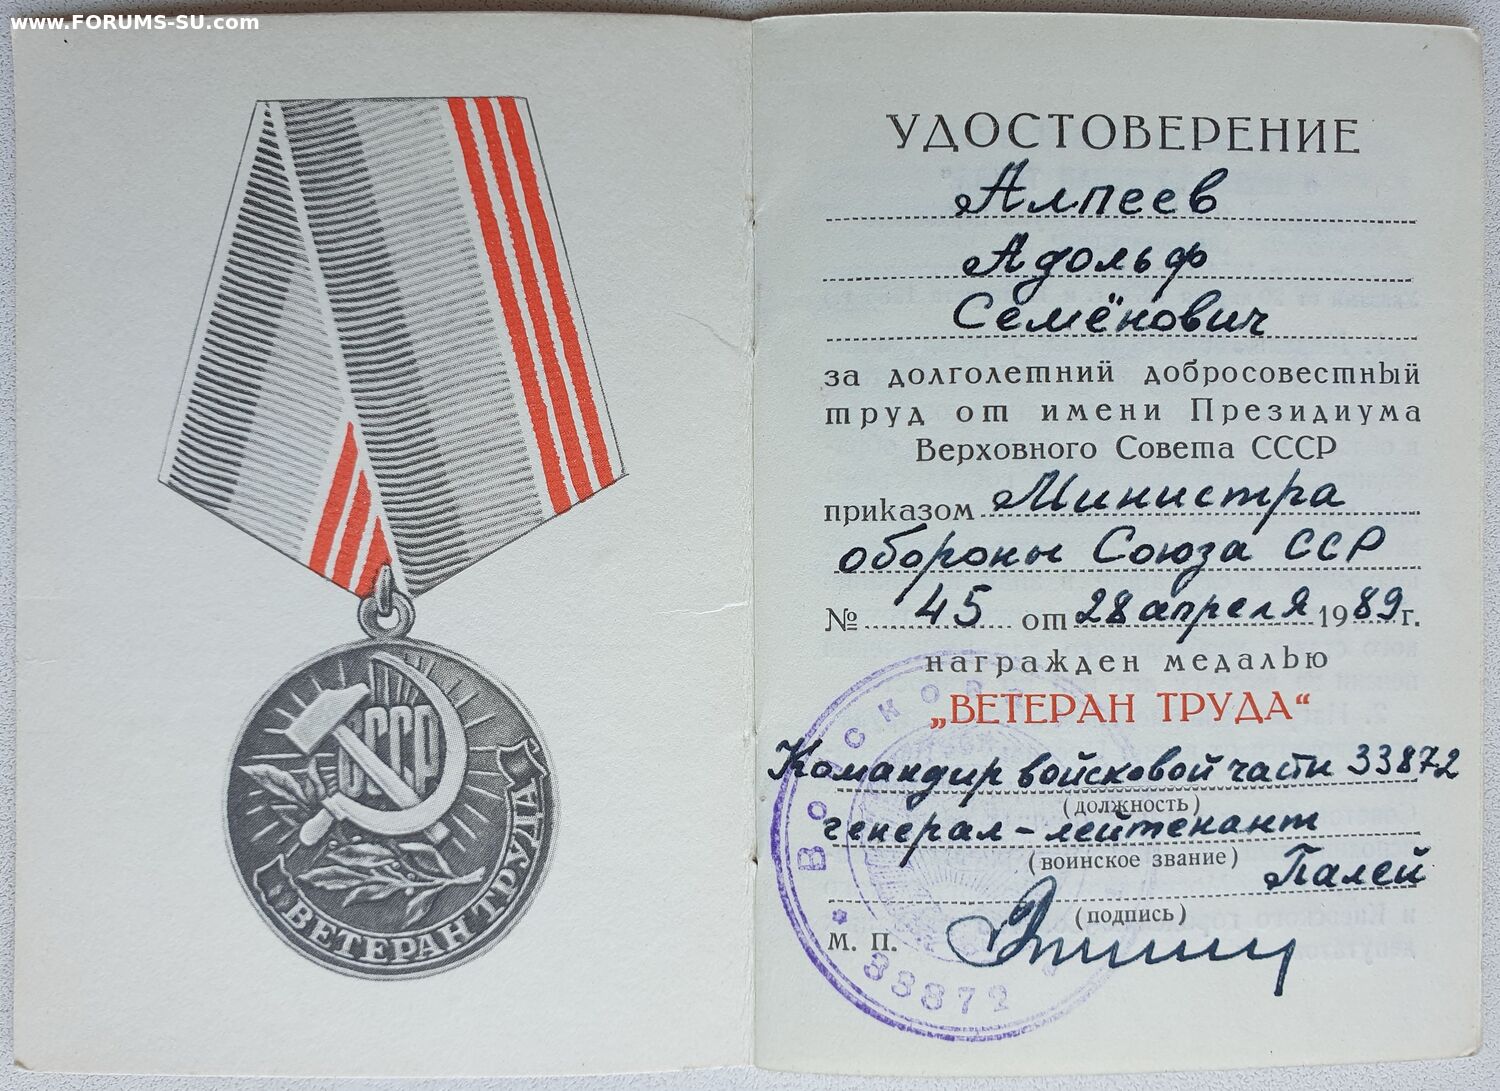 www.FORUMS-SU.com
СССР
ВЕТЕРАН ТРУДА
УДОСТОВЕРЕНИЕ
Алпеев
Адольф
Семёнович
за долголетний добросовестный
труд от имени Президиума
Верховного Совета СССР
приказом Министра
обороны Союза ССР
№ 45 от 28 апреля 1989 г.
награжден медалью
„ВЕТЕРАН ТРУДА“
Командир войсковой части 33872
(должность)
генерал-лейтенант
(воинское звание)
Палей
(подпись)
М. П.
33872